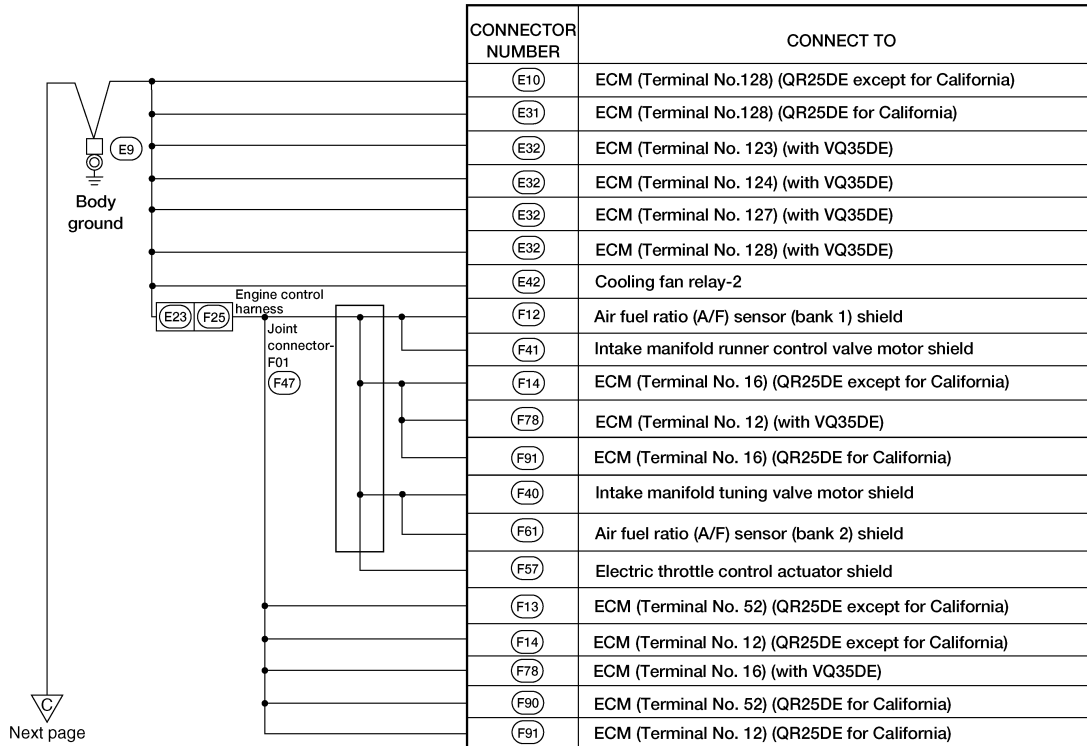 CONNECTOR
NUMBER
CONNECT TO
E10 ECM (Terminal No.128) (QR25DE except for California)
E31 ECM (Terminal No.128) (QR25DE for California)
E9
E32 ECM (Terminal No. 123) (with VQ35DE)
E32 ECM (Terminal No. 124) (with VQ35DE)
Body
ground
E32 ECM (Terminal No. 127) (with VQ35DE)
E32 ECM (Terminal No. 128) (with VQ35DE)
E42 Cooling fan relay-2
Engine control
harness
E23 F25
F12 Air fuel ratio (A/F) sensor (bank 1) shield
Joint
connector-
F01
F47
F41 Intake manifold runner control valve motor shield
F14 ECM (Terminal No. 16) (QR25DE except for California)
F78 ECM (Terminal No. 12) (with VQ35DE)
F91 ECM (Terminal No. 16) (QR25DE for California)
F40 Intake manifold tuning valve motor shield
F61 Air fuel ratio (A/F) sensor (bank 2) shield
F57 Electric throttle control actuator shield
F13 ECM (Terminal No. 52) (QR25DE except for California)
F14 ECM (Terminal No. 12) (QR25DE except for California)
F78 ECM (Terminal No. 16) (with VQ35DE)
F90 ECM (Terminal No. 52) (QR25DE for California)
F91 ECM (Terminal No. 12) (QR25DE for California)
C
Next page